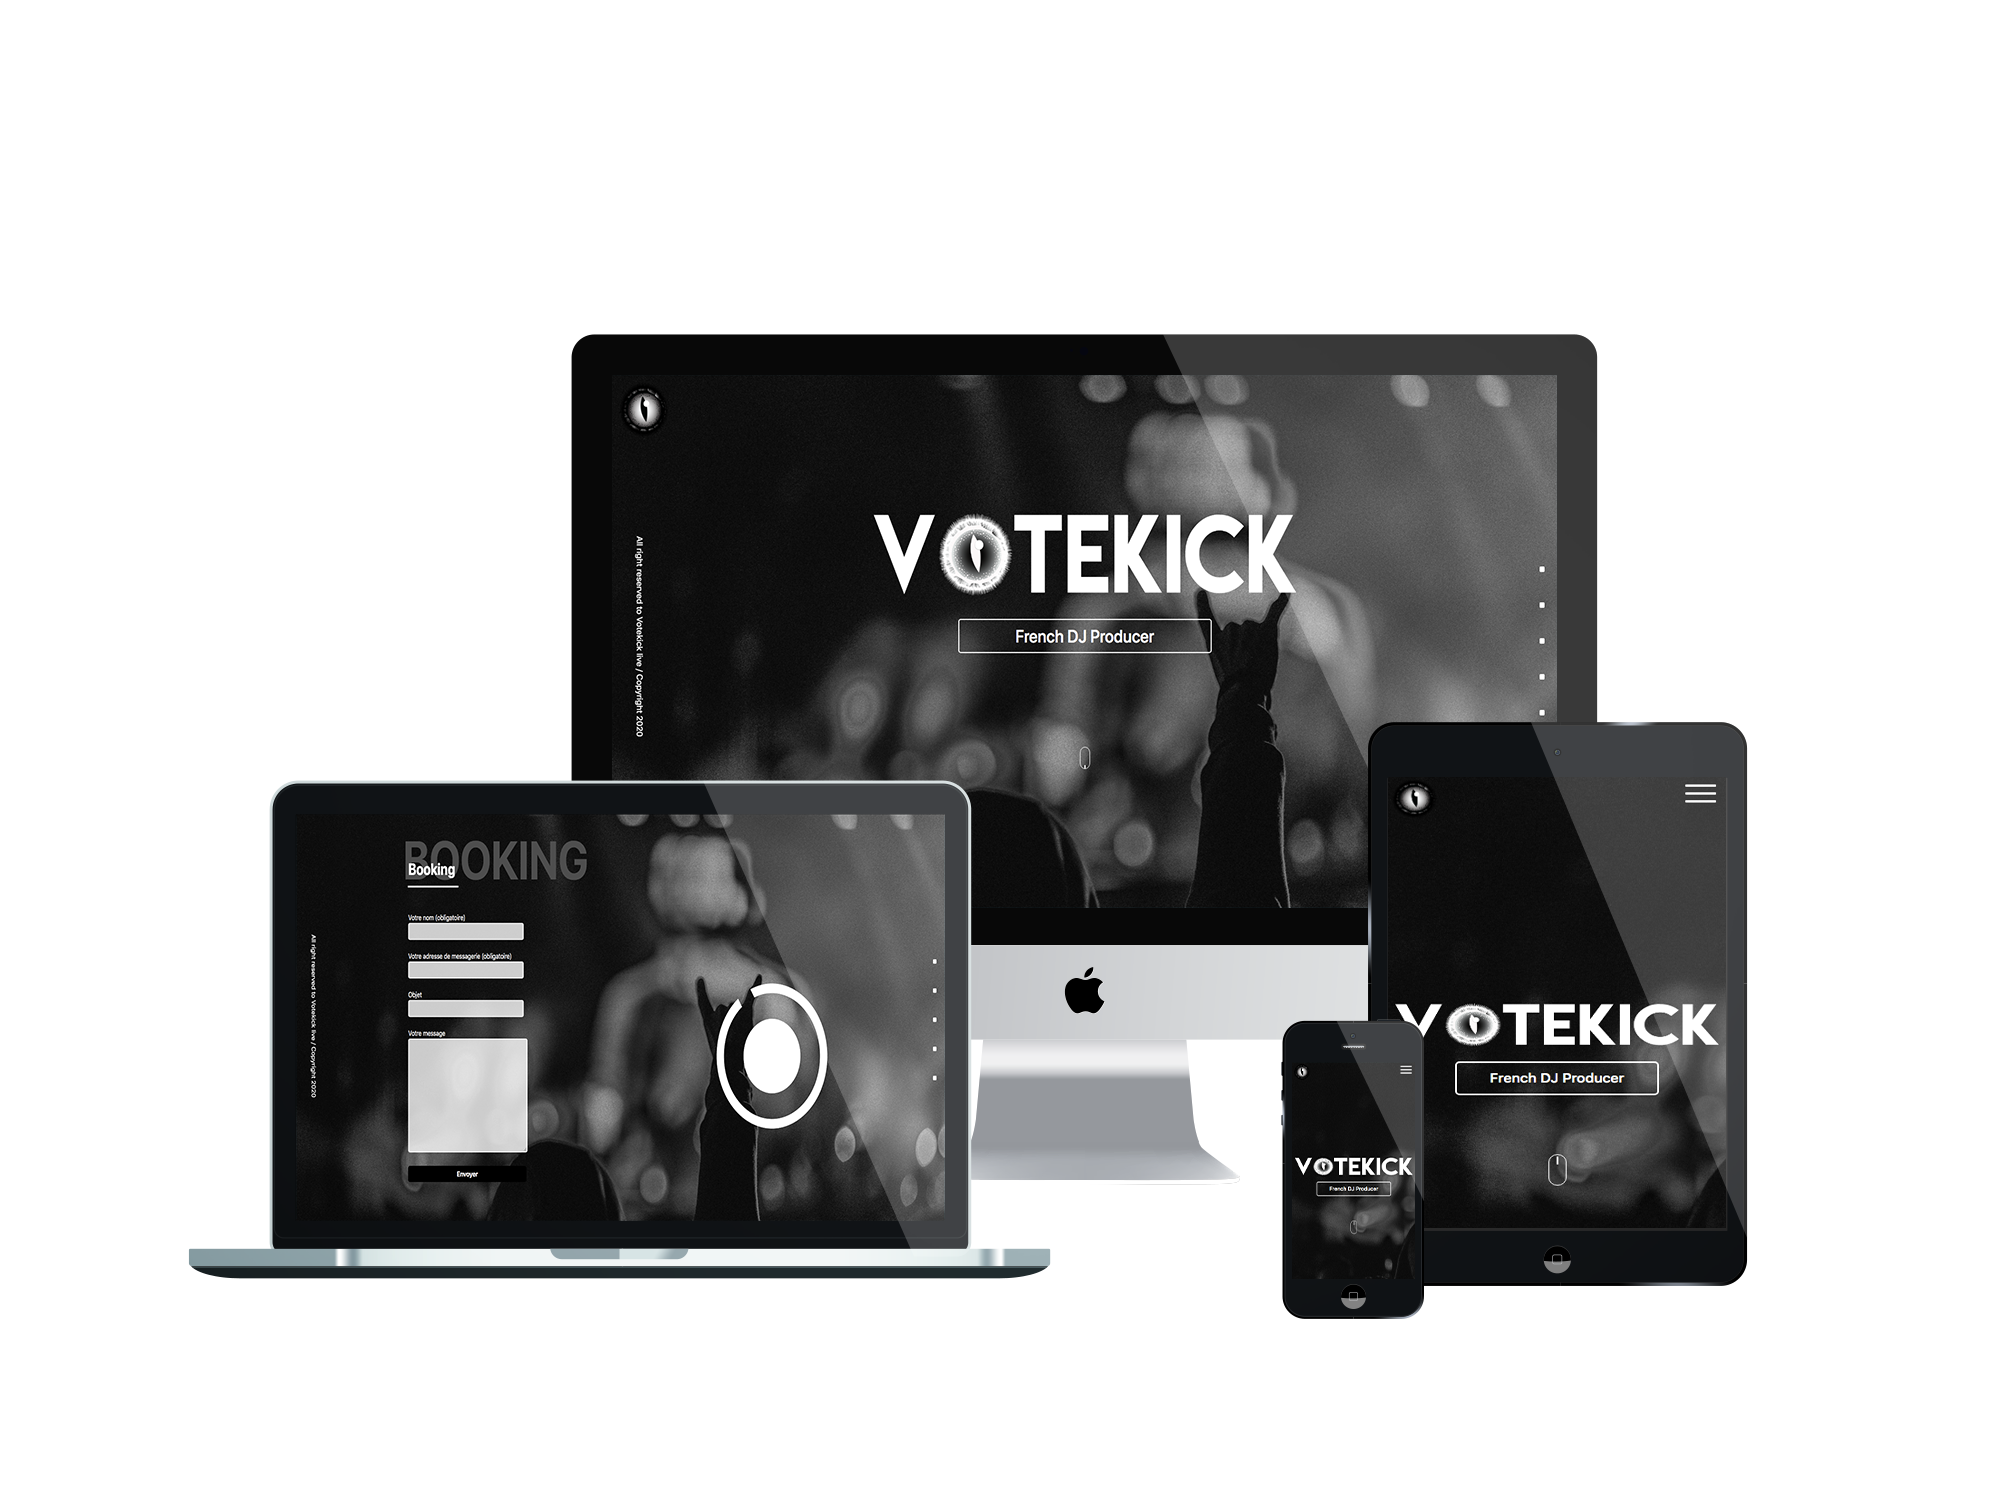 VOTEKICK
French DJ Producer
All right reserved to Votekick live / Copyright 2020
BOOKING
Booking
Votre nom (obligatoire)
Votre adresse de messagerie (obligatoire)
Objet
Votre message
Envoyer
All right reserved to Votekick live / Copyright 2020
VOTEKICK
French DJ Producer
VOTEKICK
French DJ Producer